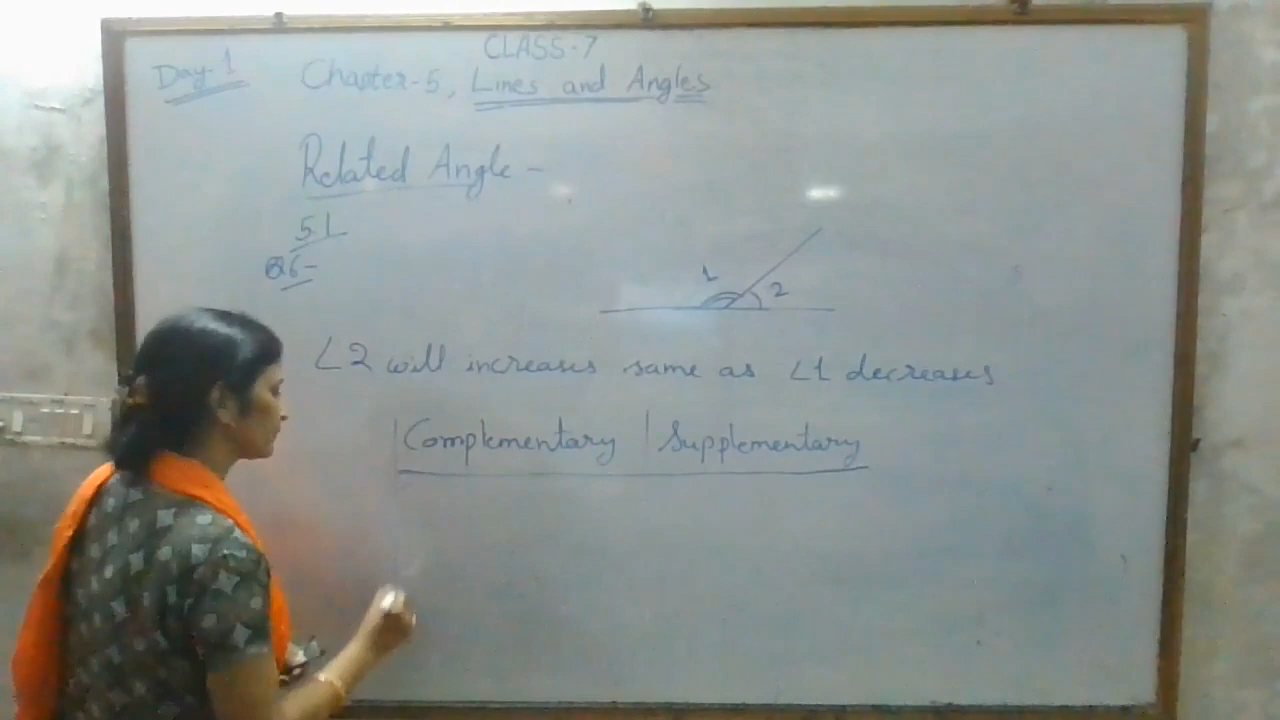 CLASS-7
Day-1
Chapter-5, Lines and Angles
Related Angle -
5 1
Q6-
1
2
∠2 will increases same as ∠1 decreases
Complementary | Supplementary